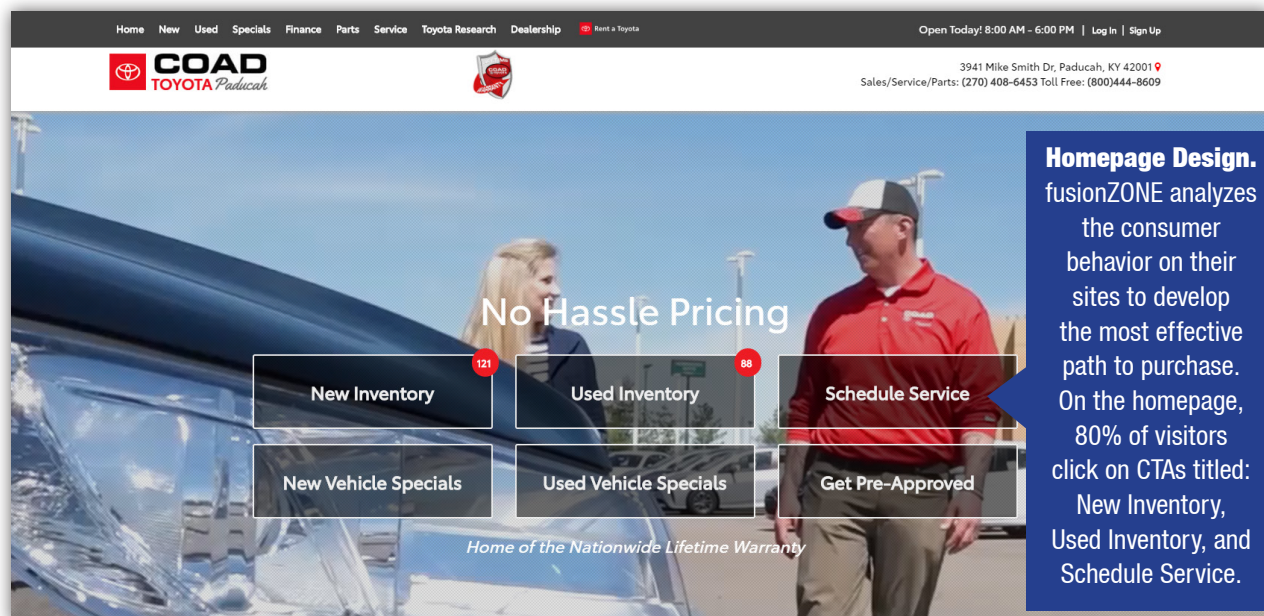 Home New Used Specials Finance Parts Service Toyota Research Dealership Rent a Toyota Open Today! 8:00 AM - 6:00 PM | Log In | Sign Up
COAD
TOYOTA Paducah
COAD
3941 Mike Smith Dr, Paducah, KY 42001
Sales/Service/Parts: (270) 408-6453 Toll Free: (800)444-8609
No Hassle Pricing
COAD
New Inventory 121
Used Inventory 88
Schedule Service
New Vehicle Specials
Used Vehicle Specials
Get Pre-Approved
Home of the Nationwide Lifetime Warranty
Homepage Design.
fusionZONE analyzes
the consumer
behavior on their
sites to develop
the most effective
path to purchase.
On the homepage,
80% of visitors
click on CTAs titled:
New Inventory,
Used Inventory, and
Schedule Service.